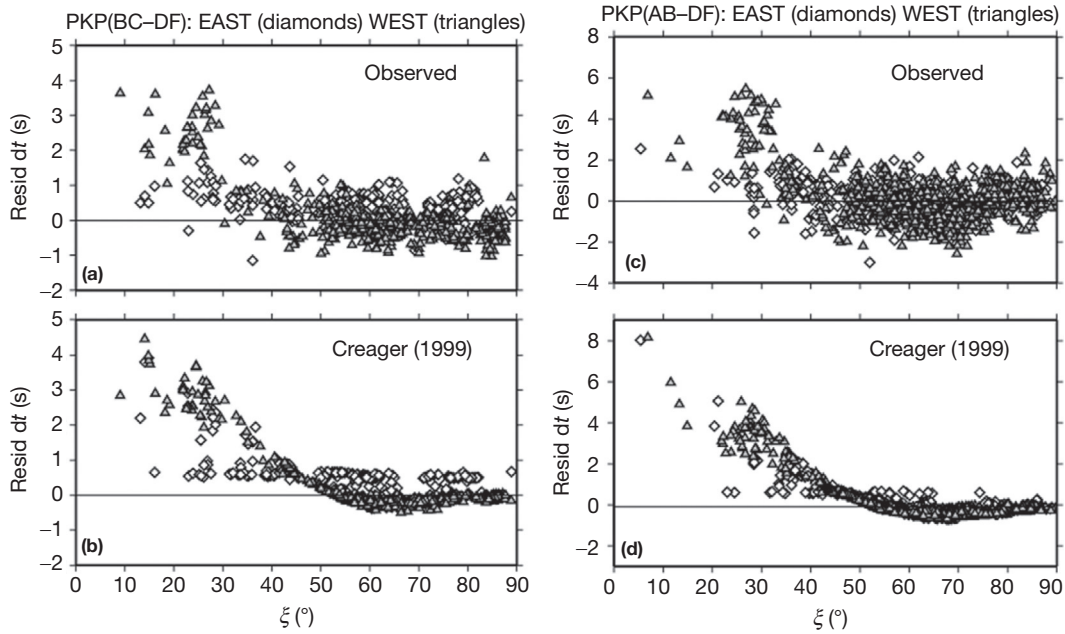 PKP(BC–DF): EAST (diamonds) WEST (triangles)
5
4
3
2
1
0
−1
−2
Resid dt (s)
Observed
(a)
5
4
3
2
1
0
−1
−2
Resid dt (s)
Creager (1999)
(b)
0 10 20 30 40 50 60 70 80 90
ξ (°)
PKP(AB–DF): EAST (diamonds) WEST (triangles)
8
6
4
2
0
−2
−4
Resid dt (s)
Observed
(c)
8
6
4
2
0
−2
Resid dt (s)
Creager (1999)
(d)
0 10 20 30 40 50 60 70 80 90
ξ (°)